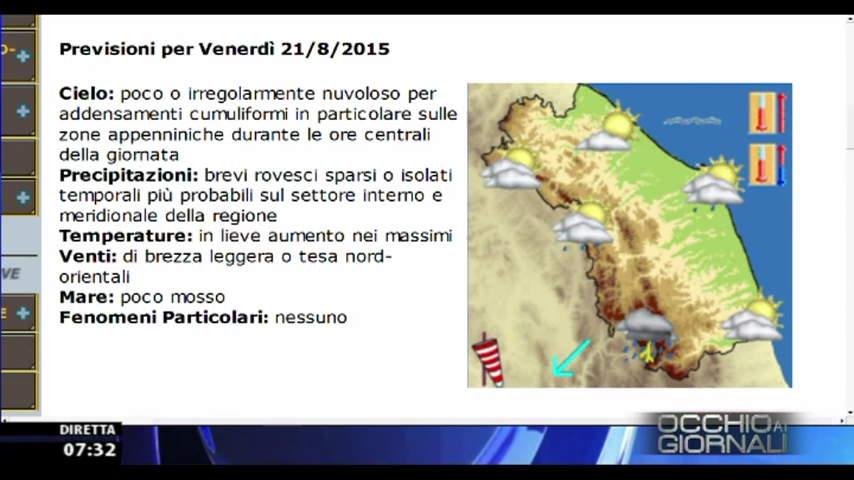 Previsioni per Venerdì 21/8/2015
Cielo: poco o irregolarmente nuvoloso per
addensamenti cumuliformi in particolare sulle
zone appenniniche durante le ore centrali
della giornata
Precipitazioni: brevi rovesci sparsi o isolati
temporali più probabili sul settore interno e
meridionale della regione
Temperature: in lieve aumento nei massimi
Venti: di brezza leggera o tesa nord-
orientali
Mare: poco mosso
Fenomeni Particolari: nessuno
O-
VE
E
DIRETTA
07:32
OCCHIO AI
GIORNALI